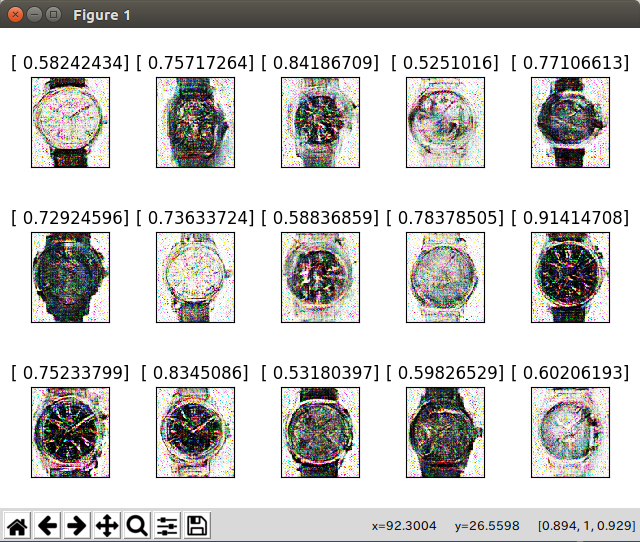 Figure 1
[ 0.58242434] [ 0.75717264] [ 0.84186709] [ 0.5251016] [ 0.77106613]
[ 0.72924596] [ 0.73633724] [ 0.58836859] [ 0.78378505] [ 0.91414708]
[ 0.75233799] [ 0.8345086] [ 0.53180397] [ 0.59826529] [ 0.60206193]
x=92.3004 y=26.5598 [0.894, 1, 0.929]